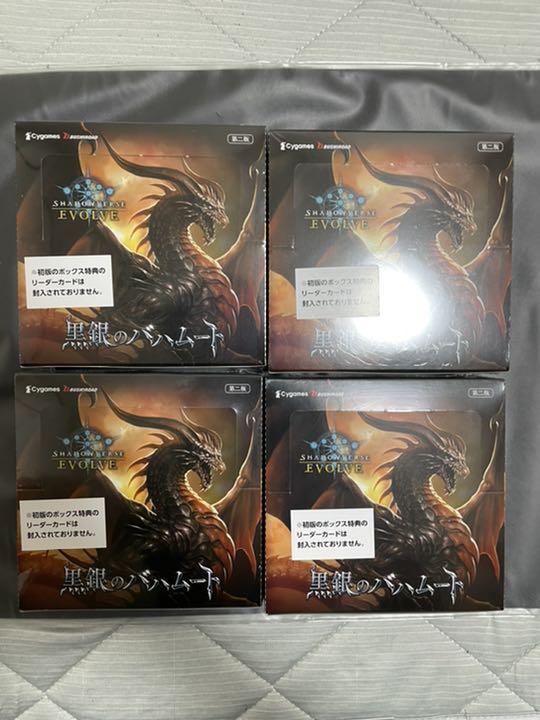 Cygames BUSHIROAD 第二版
SHADOWVERSE
EVOLVE
※初版のボックス特典の
リーダーカードは
封入されておりません。
黒銀のバハムート
Cygames BUSHIROAD 第二版
SHADOWVERSE
EVOLVE
※初版のボックス特典の
リーダーカードは
封入されておりません。
黒銀のバハムート
Cygames BUSHIROAD 第二版
SHADOWVERSE
EVOLVE
※初版のボックス特典の
リーダーカードは
封入されておりません。
黒銀のバハムート
Cygames BUSHIROAD 第二版
SHADOWVERSE
EVOLVE
※初版のボックス特典の
リーダーカードは
封入されておりません。
黒銀のバハムート